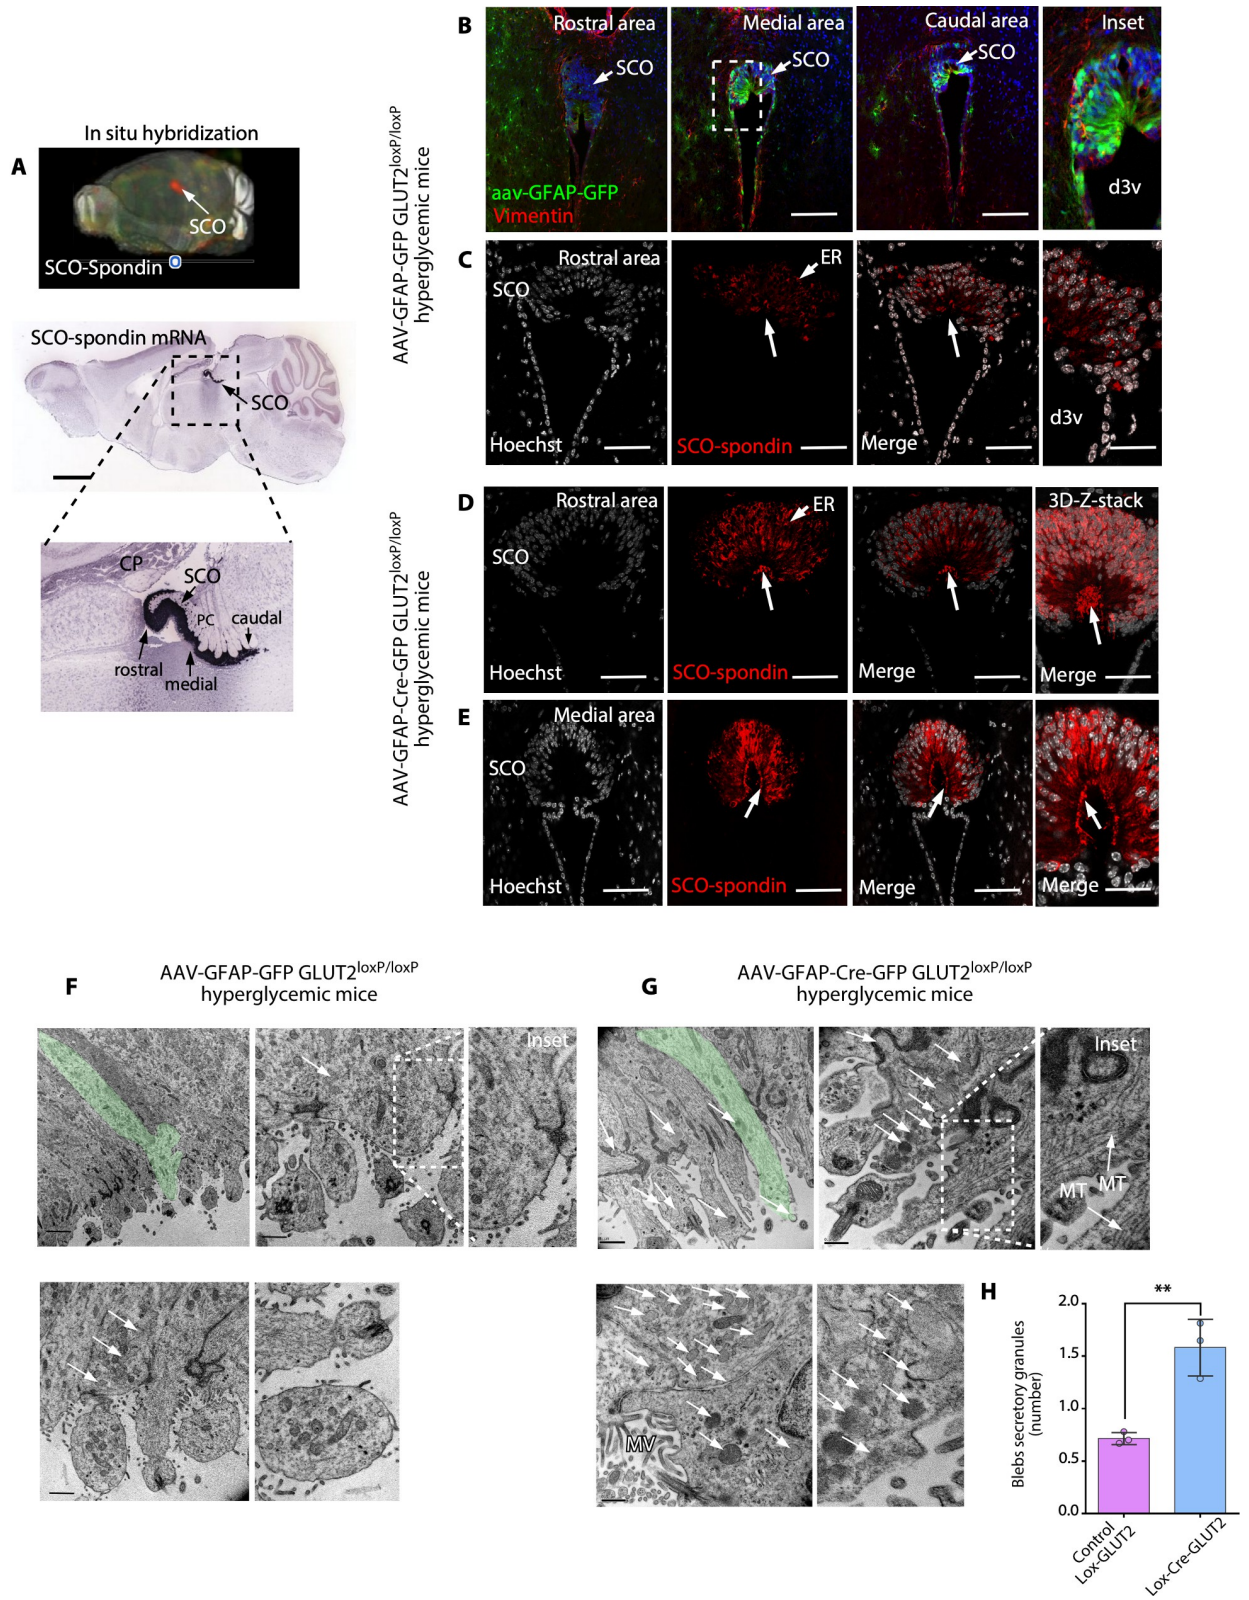 A
In situ hybridization
SCO
SCO-Spondin
SCO-spondin mRNA
SCO
CP
SCO
PC
caudal
rostral
medial
AAV-GFAP-GFP GLUT2loxP/loxP
hyperglycemic mice
B
Rostral area
SCO
aav-GFAP-GFP
Vimentin
Medial area
SCO
Caudal area
SCO
Inset
d3v
C
Rostral area
SCO
Hoechst
ER
SCO-spondin
Merge
d3v
AAV-GFAP-Cre-GFP GLUT2loxP/loxP
hyperglycemic mice
D
Rostral area
SCO
Hoechst
ER
SCO-spondin
Merge
3D-Z-stack
Merge
E
Medial area
SCO
Hoechst
SCO-spondin
Merge
Merge
F
AAV-GFAP-GFP GLUT2loxP/loxP
hyperglycemic mice
Inset
G
AAV-GFAP-Cre-GFP GLUT2loxP/loxP
hyperglycemic mice
Inset
MT
MT
MV
H
Blebs secretory granules
(number)
2.0
1.5
1.0
0.5
0.0
**
Control
Lox-GLUT2
Lox-Cre-GLUT2